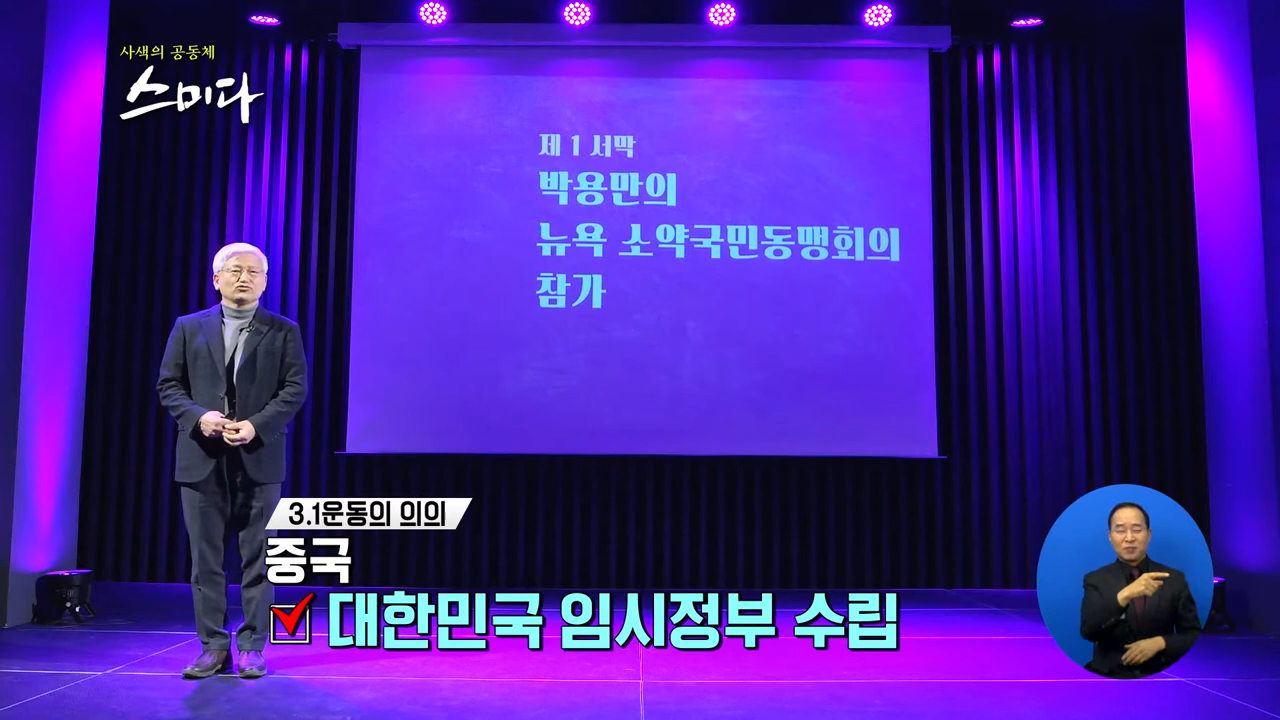 사색의 공동체
스미다
제 1 서막
박용만의
뉴욕 소약국민동맹회의
참가
3.1운동의 의의
중국
대한민국 임시정부 수립